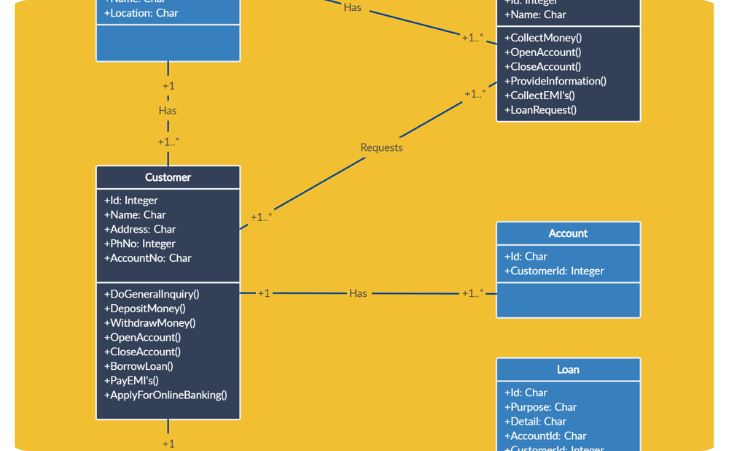 +Name: Char
+Location: Char
+1
Has
+1..*
Customer
+Id: Integer
+Name: Char
+Address: Char
+PhNo: Integer
+AccountNo: Char
+DoGeneralInquiry()
+DepositMoney()
+WithdrawMoney()
+OpenAccount()
+CloseAccount()
+BorrowLoan()
+PayEMI's()
+ApplyForOnlineBanking()
+1
Has
+1..*
+Id: Integer
+Name: Char
+CollectMoney()
+OpenAccount()
+CloseAccount()
+ProvideInformation()
+CollectEMI's()
+LoanRequest()
+1..*
Requests
+1..*
+1
Has
+1..*
Account
+Id: Char
+CustomerId: Integer
Loan
+Id: Char
+Purpose: Char
+Detail: Char
+AccountId: Char
+CustomerId: Integer